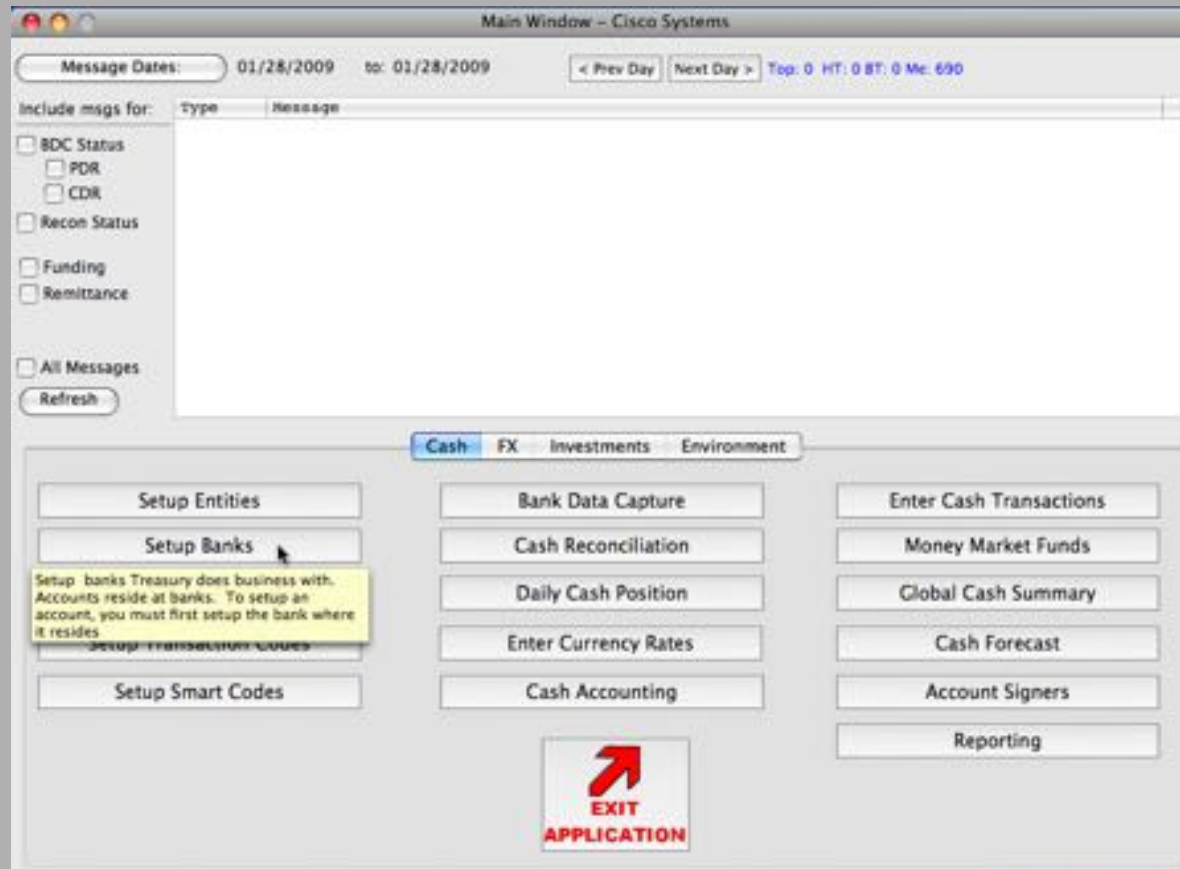 Main Window – Cisco Systems
Message Dates: 01/28/2009 to: 01/28/2009 < Prev Day Next Day > Top: 0 HT: 0 BT: 0 Me: 690
Include msgs for: Type Message
BDC Status
PDR
CDR
Recon Status
Funding
Remittance
All Messages
Refresh
Cash FX Investments Environment
Setup Entities Bank Data Capture Enter Cash Transactions
Setup Banks Cash Reconciliation Money Market Funds
Setup banks Treasury does business with.
Accounts reside at banks. To setup an
account, you must first setup the bank where
it resides
Daily Cash Position Global Cash Summary
Setup Transaction Codes Enter Currency Rates Cash Forecast
Setup Smart Codes Cash Accounting Account Signers
Reporting
EXIT
APPLICATION